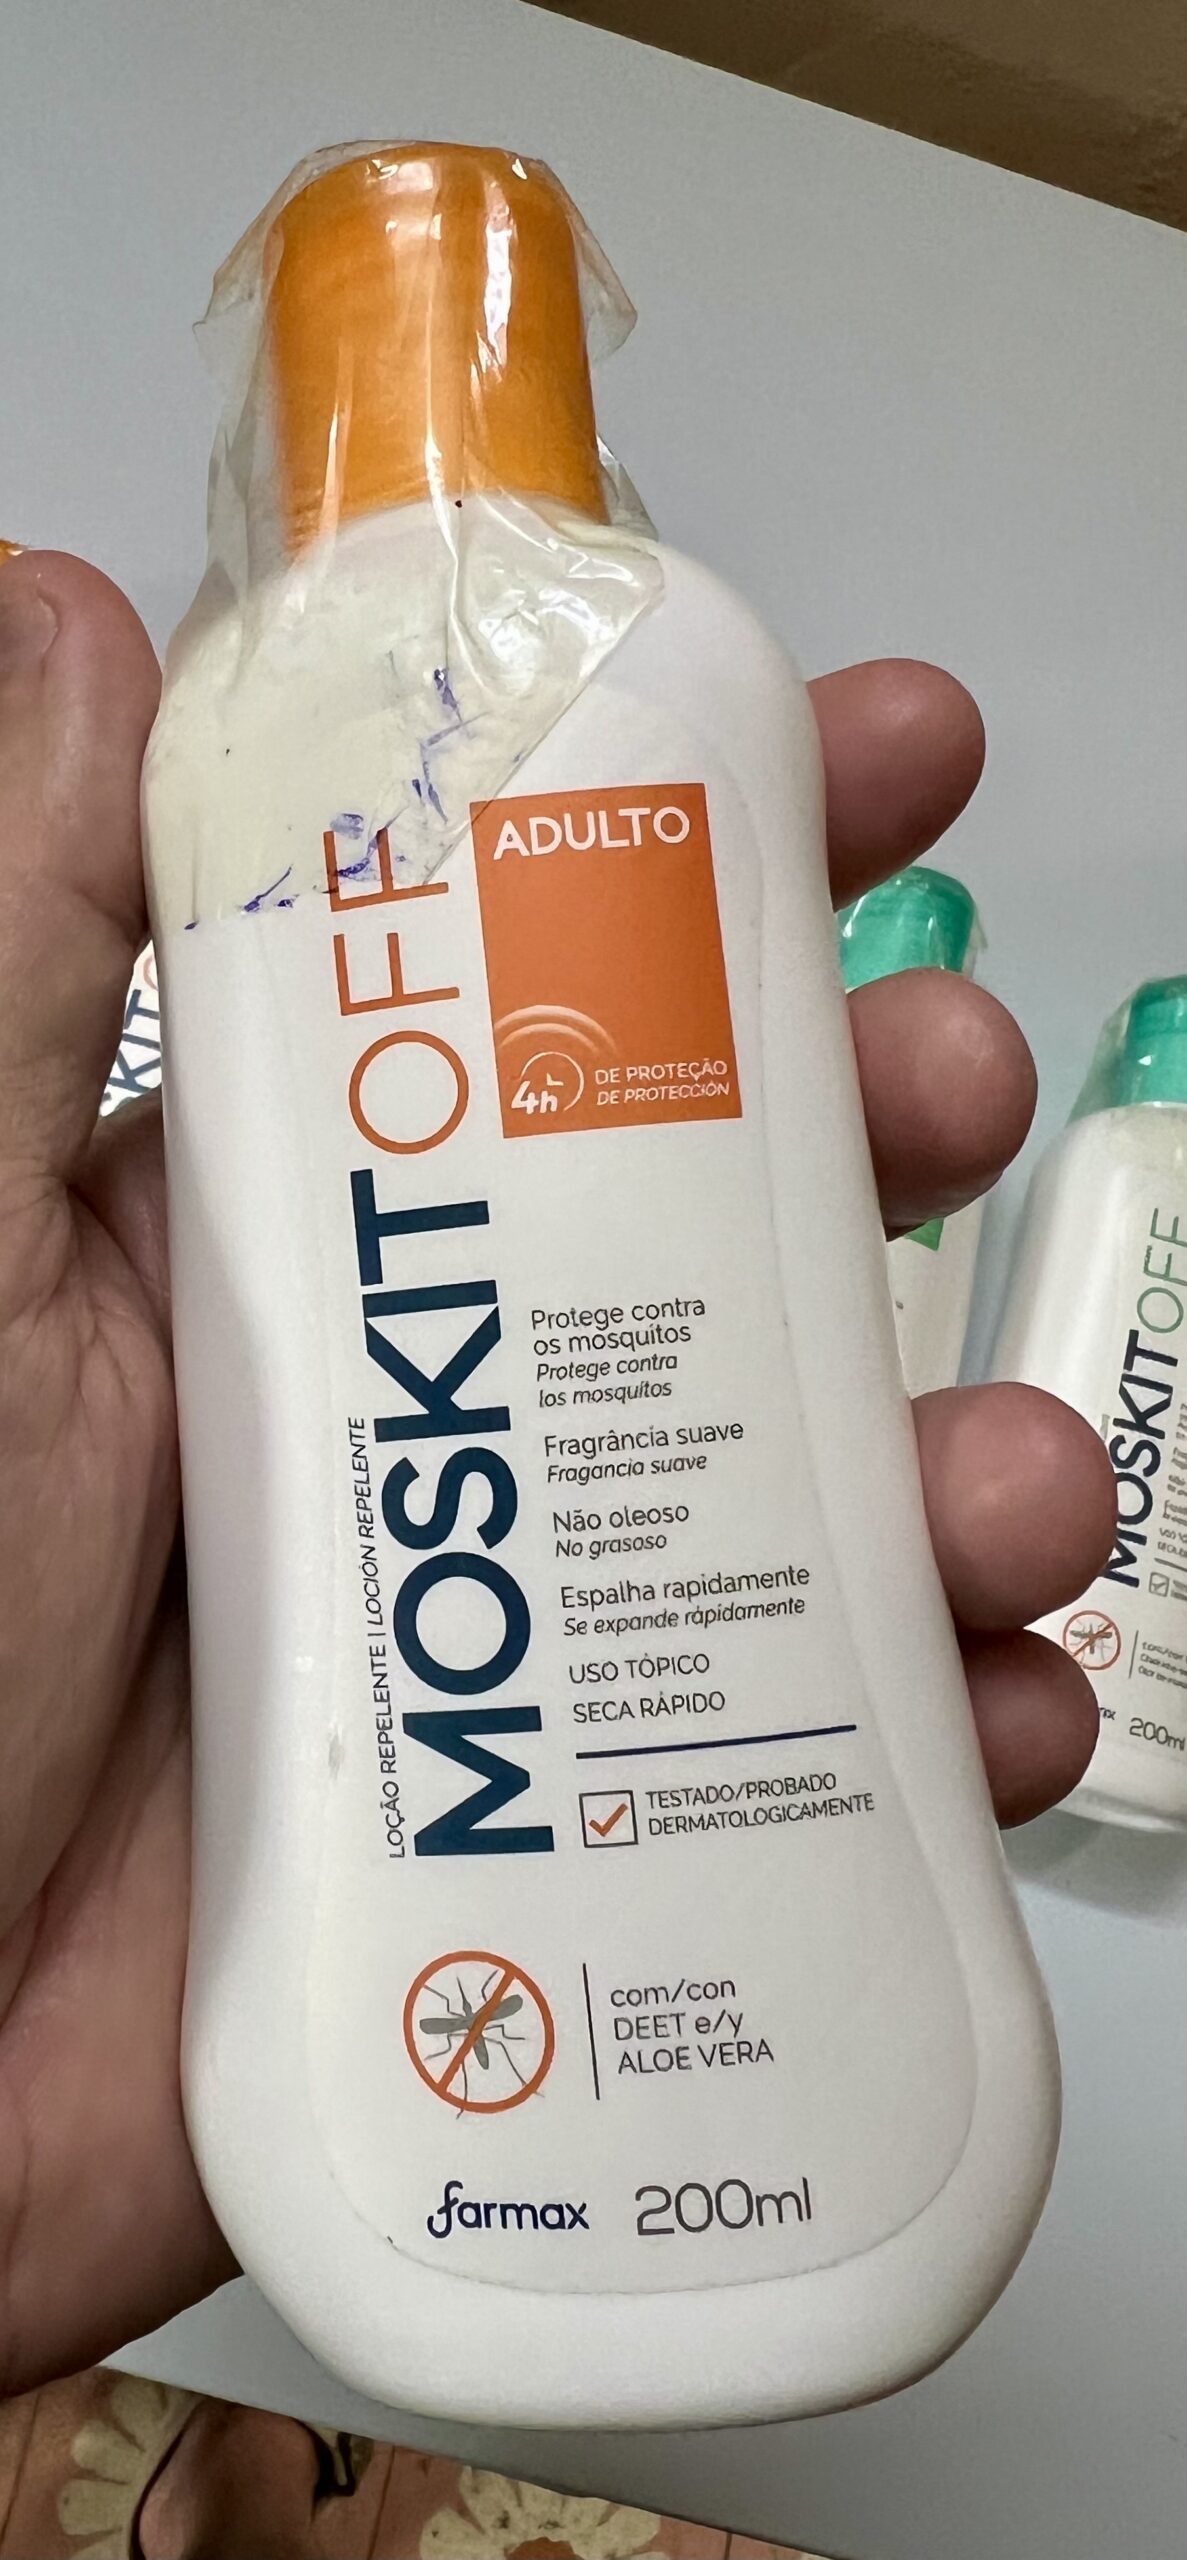 ADULTO
4h DE PROTEÇÃO
DE PROTECCIÓN
MOSKITOFF
LOÇÃO REPELENTE | LOCIÓN REPELENTE
Protege contra
os mosquitos
Protege contra
los mosquitos
Fragrância suave
Fragancia suave
Não oleoso
No grasoso
Espalha rapidamente
Se expande rápidamente
USO TÓPICO
SECA RÁPIDO
TESTADO/PROBADO
DERMATOLOGICAMENTE
com/con
DEET e/y
ALOE VERA
farmax 200ml
MOSKITOFF
200ml